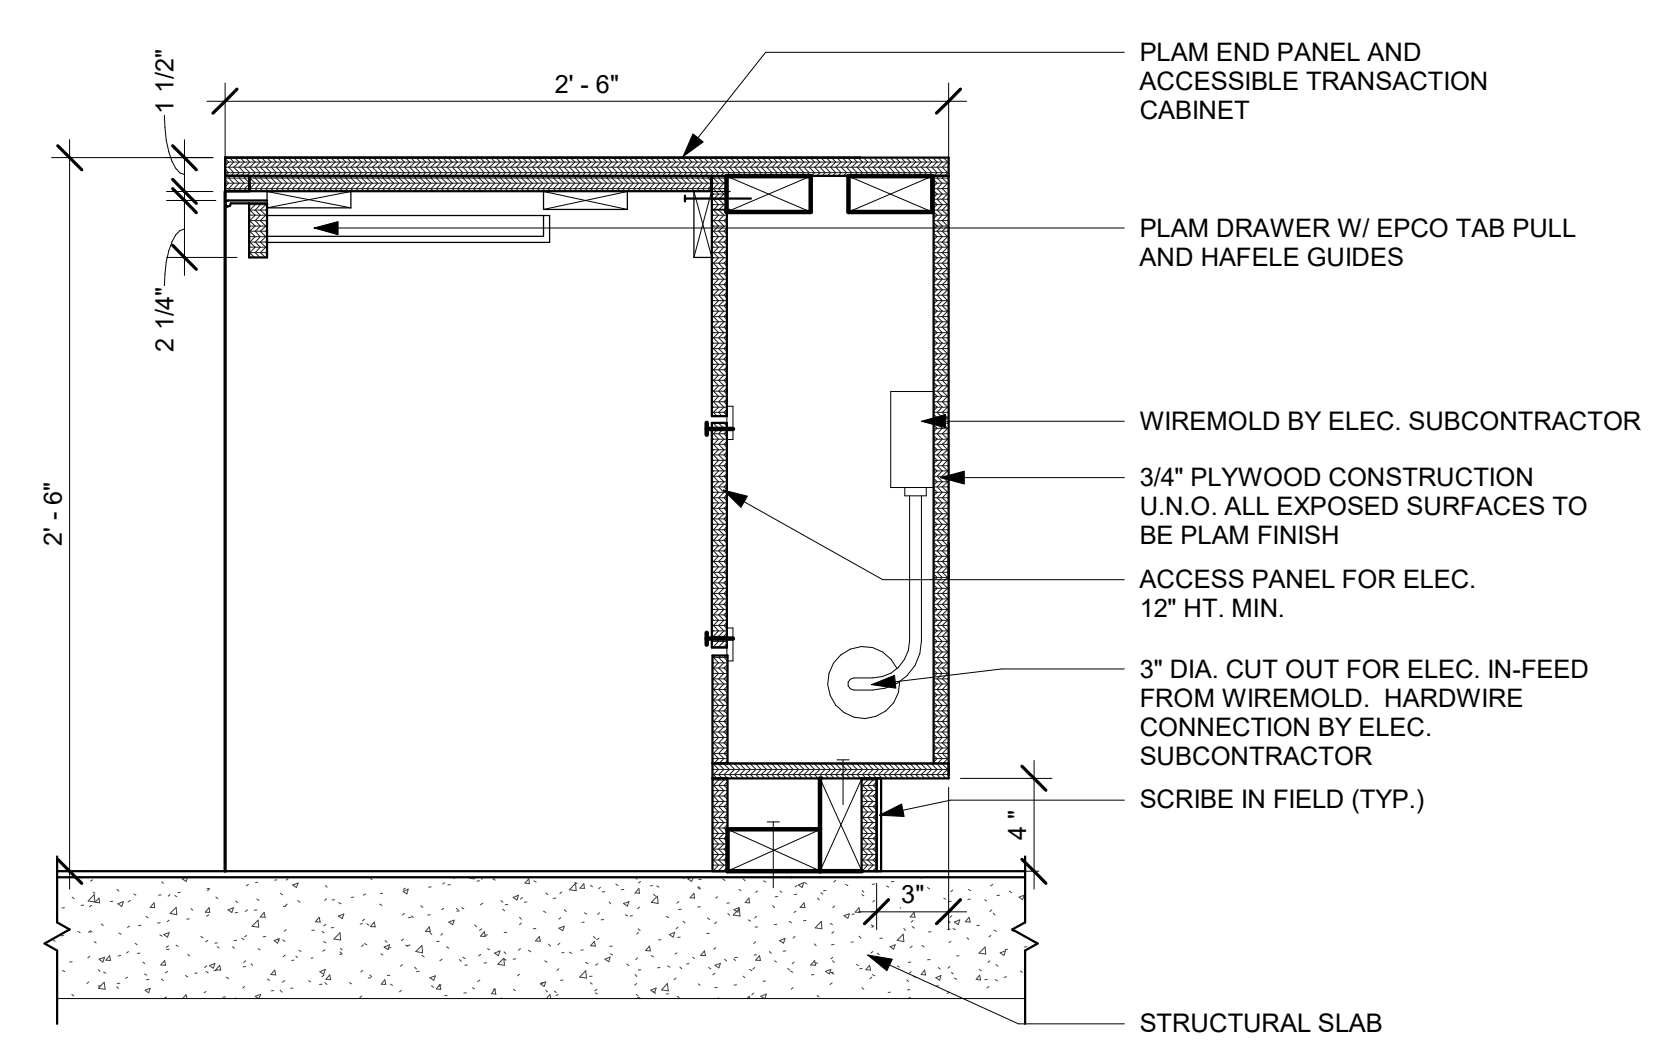 PLAM END PANEL AND
ACCESSIBLE TRANSACTION
CABINET
2' - 6"
1 1/2"
PLAM DRAWER W/ EPCO TAB PULL
AND HAFELE GUIDES
2 1/4"
WIREMOLD BY ELEC. SUBCONTRACTOR
3/4" PLYWOOD CONSTRUCTION
U.N.O. ALL EXPOSED SURFACES TO
BE PLAM FINISH
2' - 6"
ACCESS PANEL FOR ELEC.
12" HT. MIN.
3" DIA. CUT OUT FOR ELEC. IN-FEED
FROM WIREMOLD.  HARDWIRE
CONNECTION BY ELEC.
SUBCONTRACTOR
SCRIBE IN FIELD (TYP.)
4 "
3"
STRUCTURAL SLAB